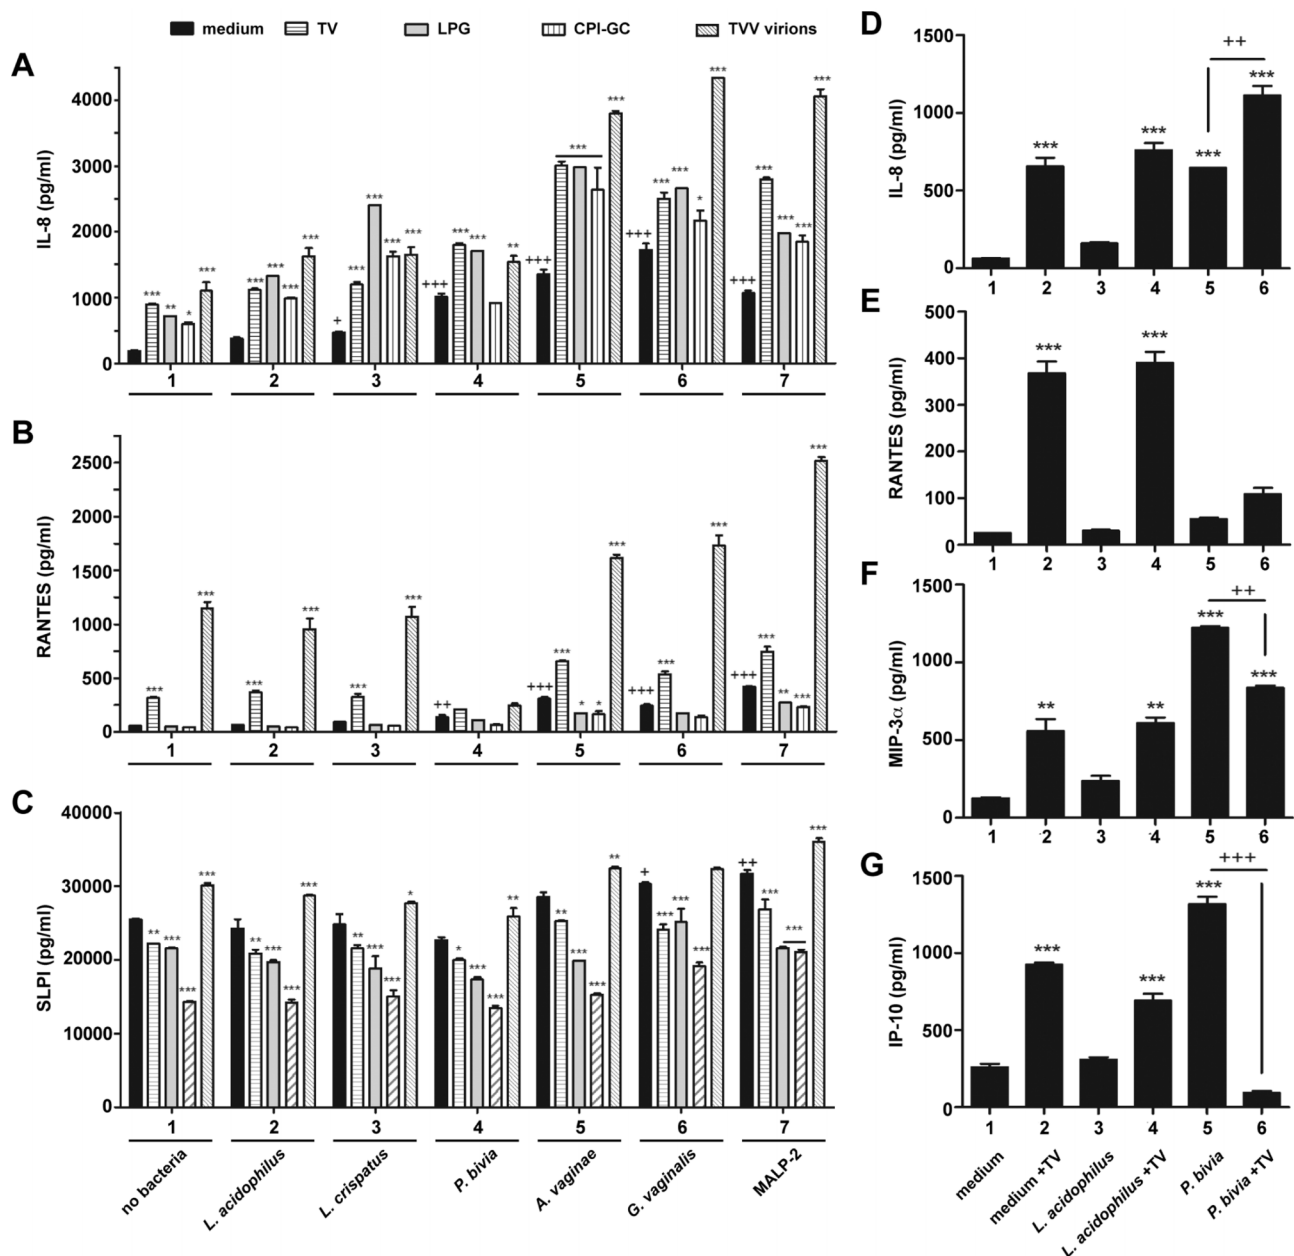 medium TV LPG CPI-GC TVV virions
A
IL-8 (pg/ml)
4000
3000
2000
1000
0
*** ** * ***
*** *** *** ***
+ *** *** *** ***
+++ *** *** **
+++ *** ***
+++ *** *** * ***
+++ *** *** *** ***
1 2 3 4 5 6 7
B
RANTES (pg/ml)
2500
2000
1500
1000
500
0
*** ***
*** ***
*** ***
++
+++ *** * * ***
+++ *** ***
+++ *** ** *** ***
1 2 3 4 5 6 7
C
SLPI (pg/ml)
40000
30000
20000
10000
0
** *** *** ***
** *** *** ***
** *** *** *
* *** *** **
** *** *** **
+ *** *** ***
++ *** *** ***
1 2 3 4 5 6 7
no bacteria
L. acidophilus
L. crispatus
P. bivia
A. vaginae
G. vaginalis
MALP-2
D
IL-8 (pg/ml)
1500
1000
500
0
*** *** *** ++ ***
1 2 3 4 5 6
E
RANTES (pg/ml)
500
400
300
200
100
0
*** ***
1 2 3 4 5 6
F
MIP-3α (pg/ml)
1500
1000
500
0
** ** *** ++ ***
1 2 3 4 5 6
G
IP-10 (pg/ml)
1500
1000
500
0
*** *** *** +++
1 2 3 4 5 6
medium
medium +TV
L. acidophilus
L. acidophilus +TV
P. bivia
P. bivia +TV